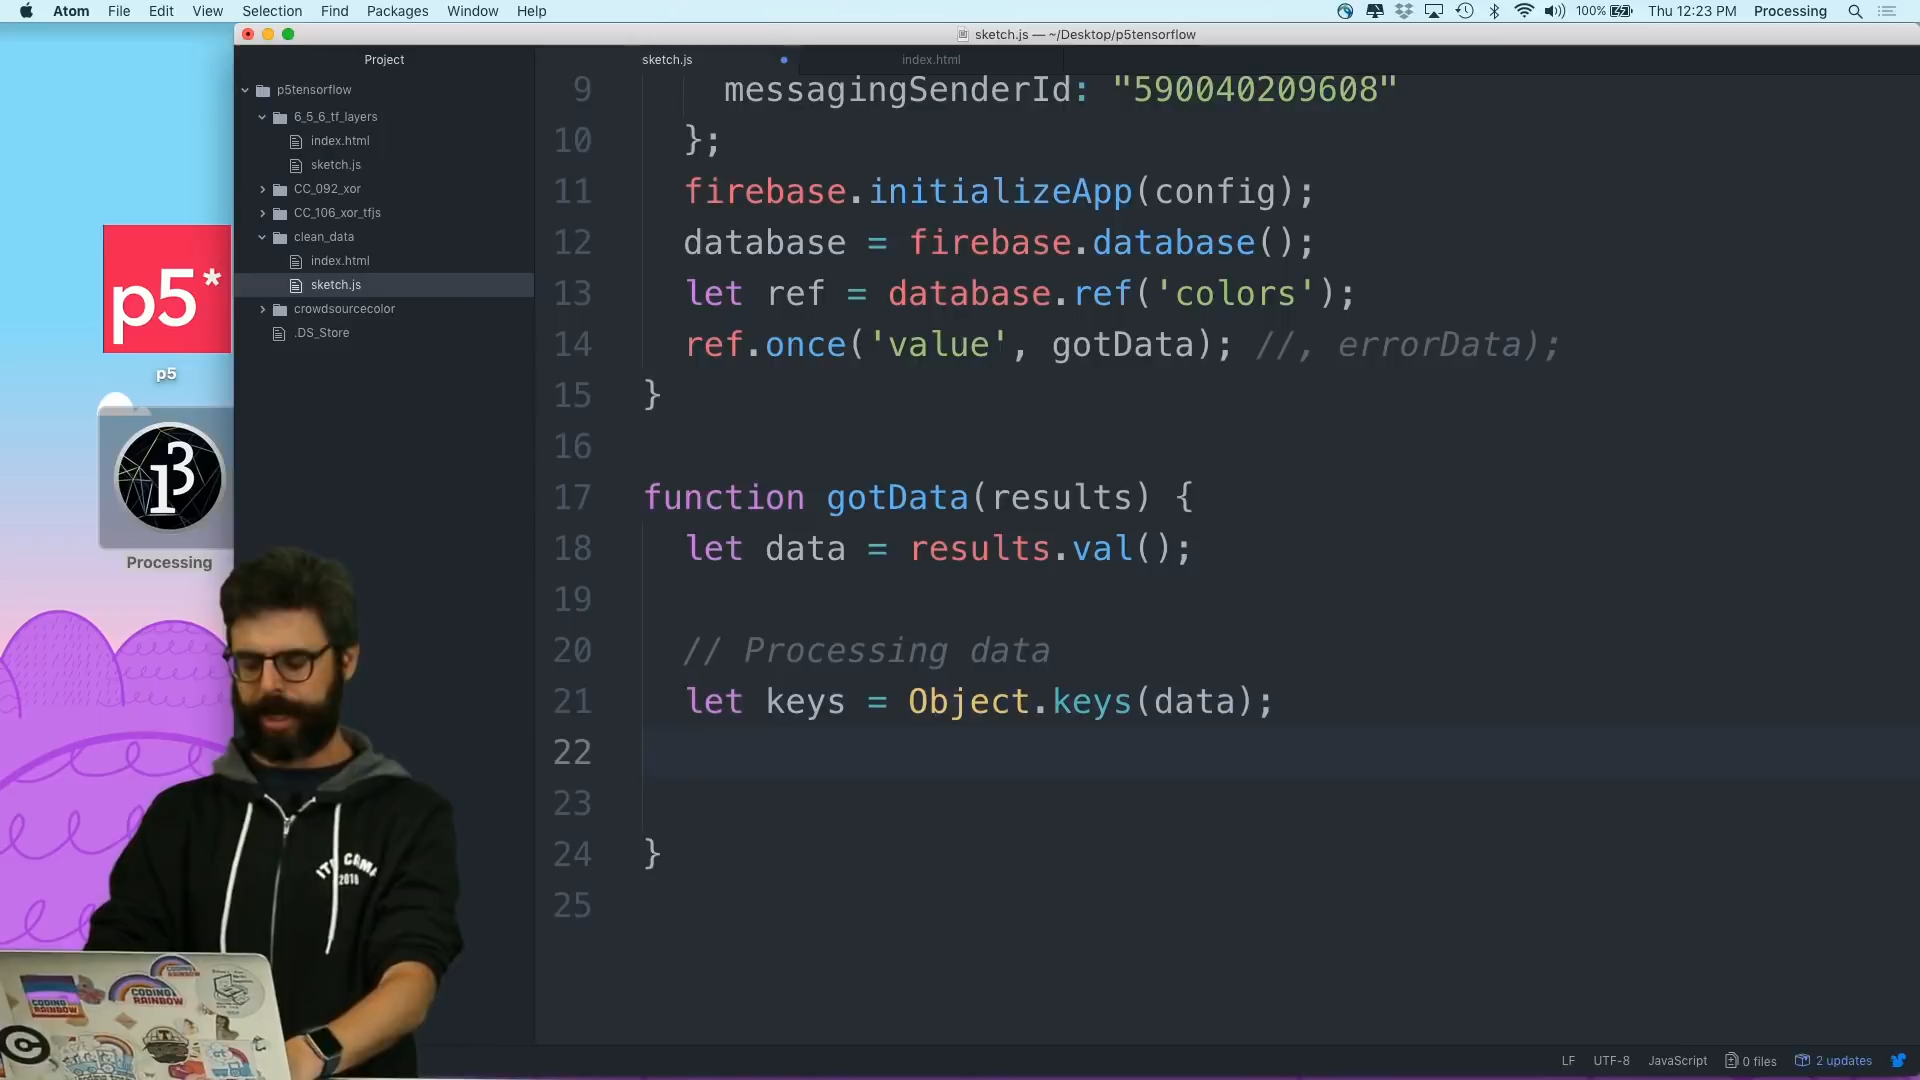 Atom File Edit View Selection Find Packages Window Help 100% Thu 12:23 PM Processing
sketch.js — ~/Desktop/p5tensorflow
Project
sketch.js
index.html
p5tensorflow
6_5_6_tf_layers
index.html
sketch.js
CC_092_xor
CC_106_xor_tfjs
clean_data
index.html
sketch.js
crowdsourcecolor
.DS_Store
p5*
p5
Processing
9 messagingSenderId: "590040209608"
10 };
11 firebase.initializeApp(config);
12 database = firebase.database();
13 let ref = database.ref('colors');
14 ref.once('value', gotData); //, errorData);
15 }
16
17 function gotData(results) {
18 let data = results.val();
19
20 // Processing data
21 let keys = Object.keys(data);
22
23
24 }
25
ITP CAMP
2018
CODING
RAINBOW
CODING
RAINBOW
LF UTF-8 JavaScript 0 files 2 updates